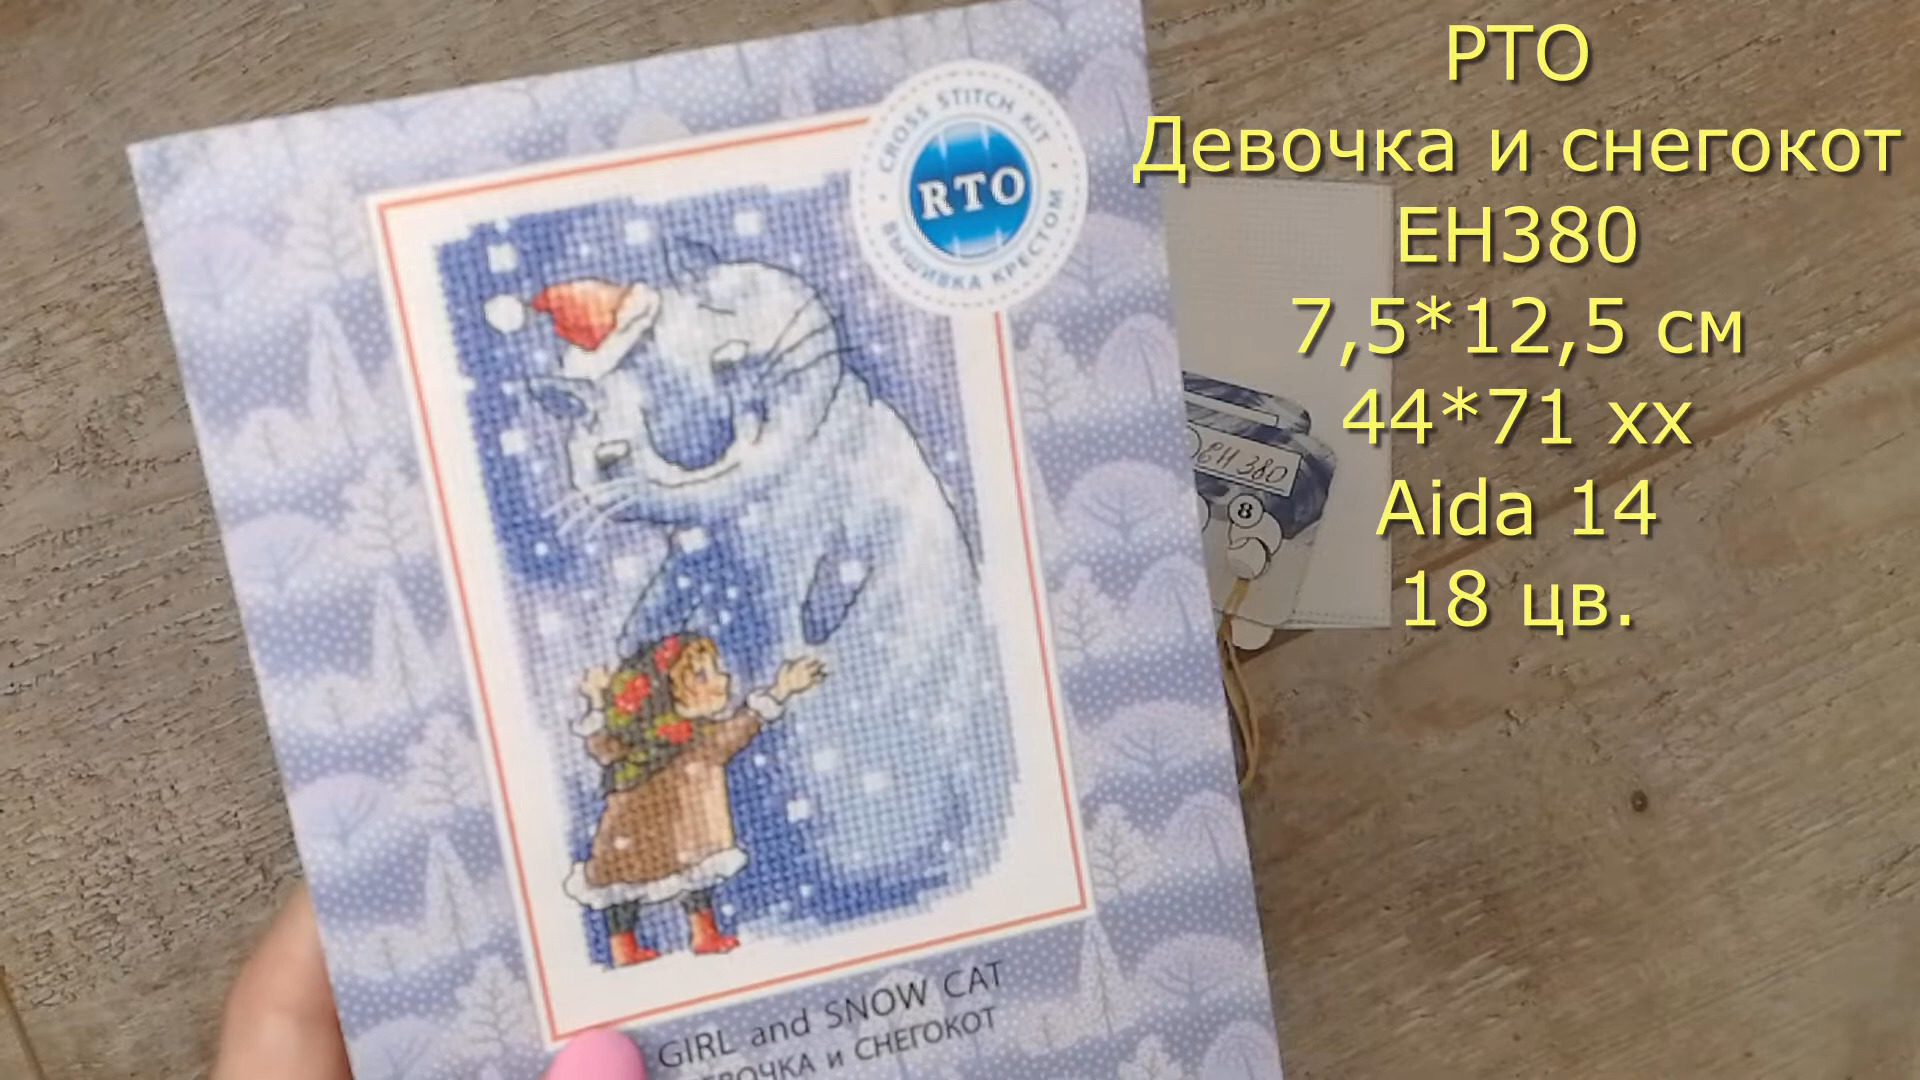 РТО
Девочка и снегокот
ЕН380
7,5*12,5 см
44*71 хх
Aida 14
18 цв.
CROSS STITCH KIT
RTO
ВЫШИВКА КРЕСТОМ
ЕН 380
8
GIRL and SNOW CAT
ЕВОЧКА и СНЕГОКОТ